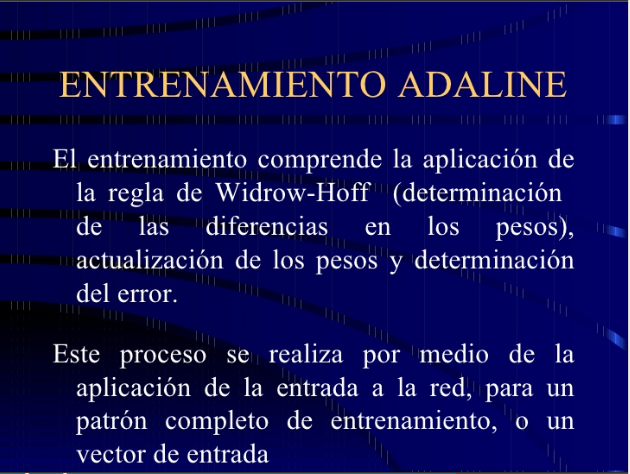 ENTRENAMIENTO ADALINE
El entrenamiento comprende la aplicación de
la regla de Widrow-Hoff (determinación
de las diferencias en los pesos),
actualización de los pesos y determinación
del error.
Este proceso se realiza por medio de la
aplicación de la entrada a la red, para un
patrón completo de entrenamiento, o un
vector de entrada